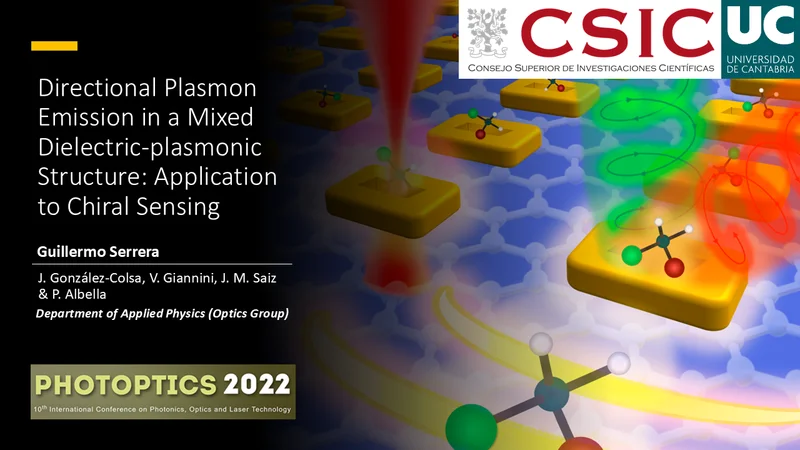 CSIC
CONSEJO SUPERIOR DE INVESTIGACIONES CIENTÍFICAS
UC
UNIVERSIDAD
DE CANTABRIA
Directional Plasmon
Emission in a Mixed
Dielectric-plasmonic
Structure: Application
to Chiral Sensing
Guillermo Serrera
J. González-Colsa, V. Giannini, J. M. Saiz
& P. Albella
Department of Applied Physics (Optics Group)
PHOTOPTICS 2022
10th International Conference on Photonics, Optics and Laser Technology